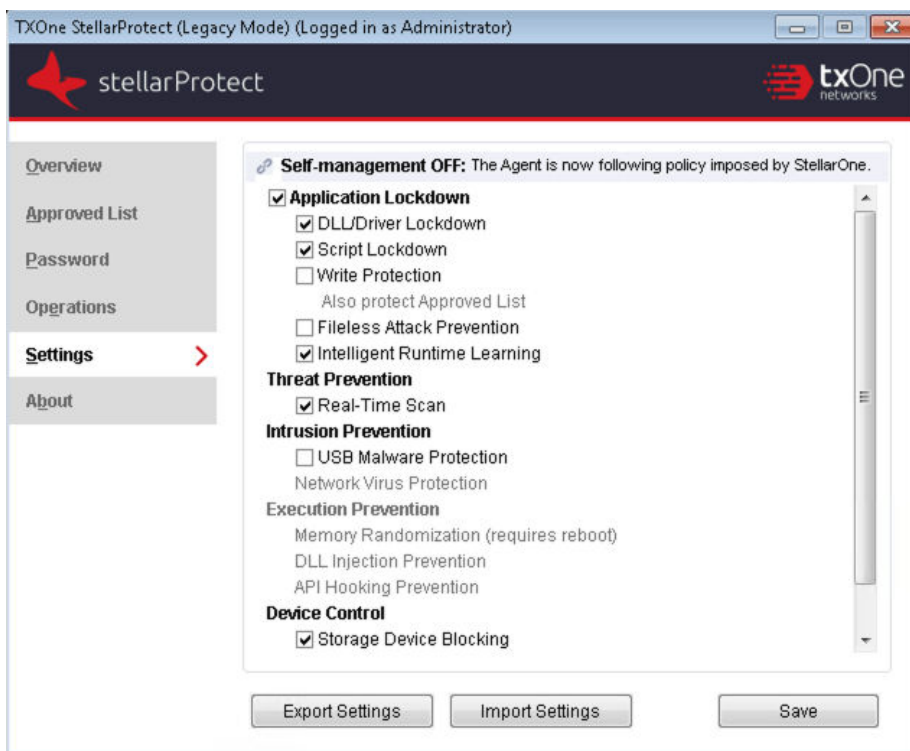 TXOne StellarProtect (Legacy Mode) (Logged in as Administrator)
stellarProtect
txOne
networks
Overview
Approved List
Password
Operations
Settings
About
Self-management OFF: The Agent is now following policy imposed by StellarOne.
Application Lockdown
DLL/Driver Lockdown
Script Lockdown
Write Protection
Also protect Approved List
Fileless Attack Prevention
Intelligent Runtime Learning
Threat Prevention
Real-Time Scan
Intrusion Prevention
USB Malware Protection
Network Virus Protection
Execution Prevention
Memory Randomization (requires reboot)
DLL Injection Prevention
API Hooking Prevention
Device Control
Storage Device Blocking
Export Settings
Import Settings
Save